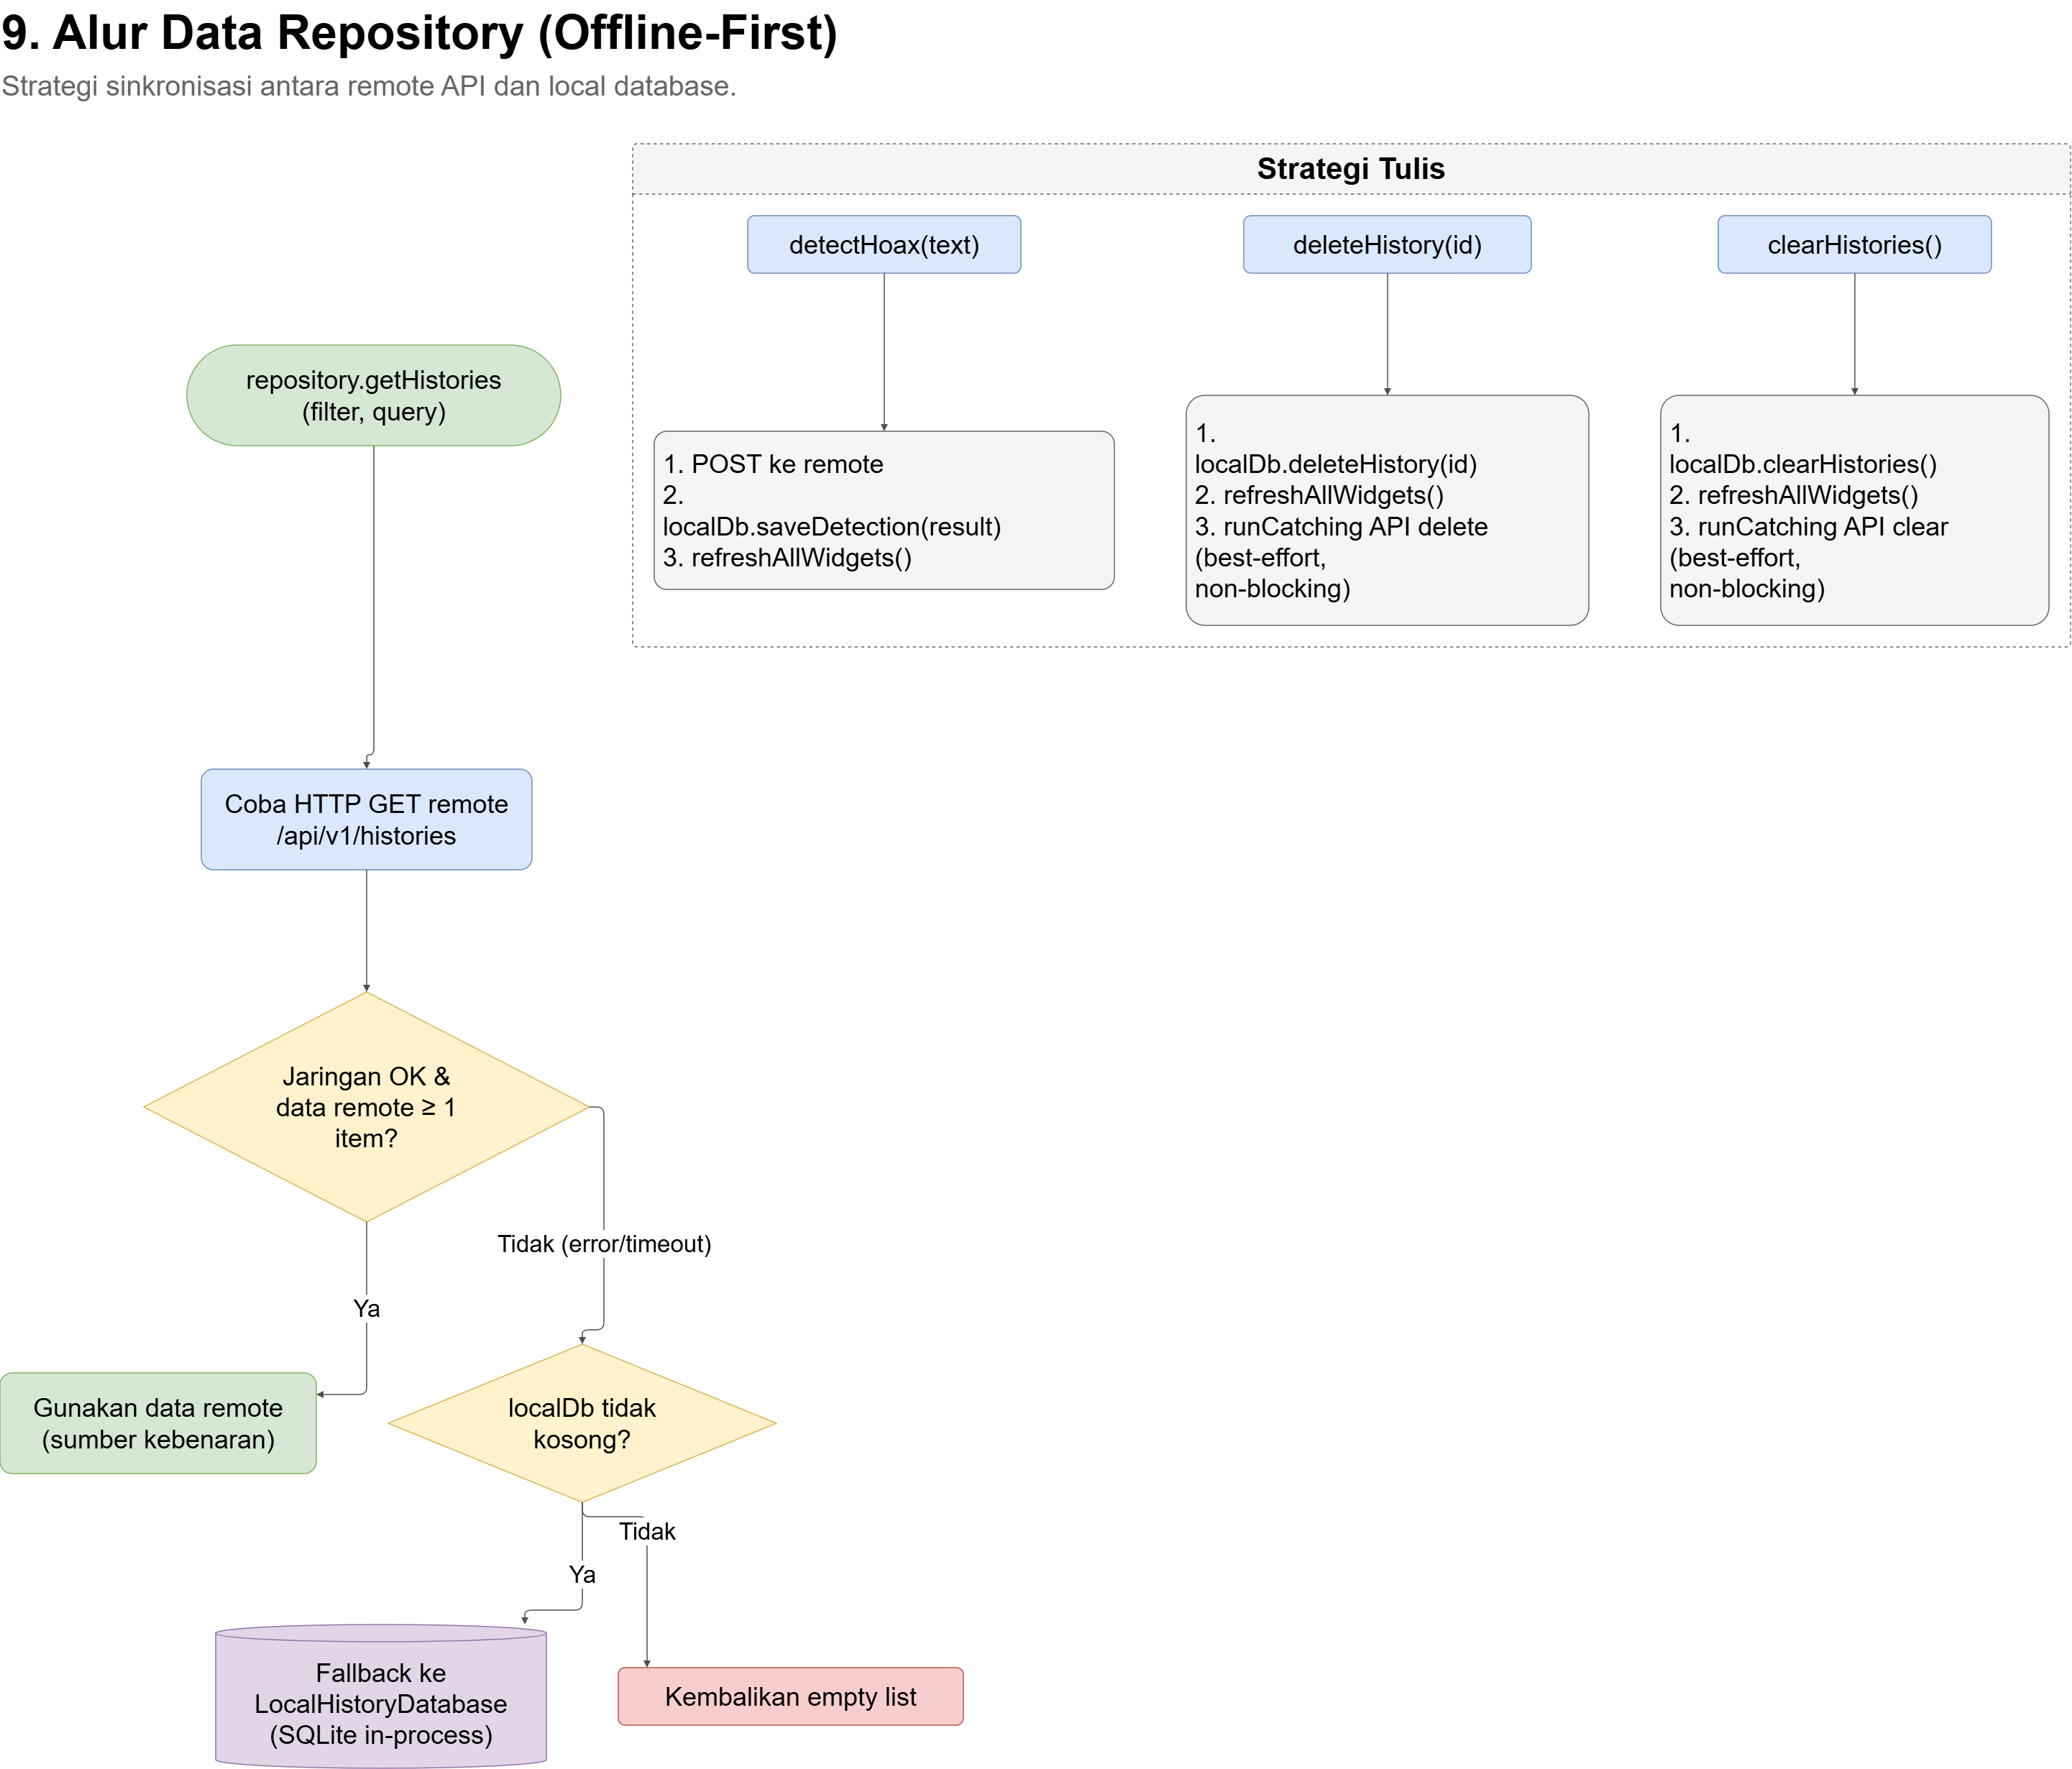 9. Alur Data Repository (Offline-First)
Strategi sinkronisasi antara remote API dan local database.
Strategi Tulis
detectHoax(text)
deleteHistory(id)
clearHistories()
1. POST ke remote
2.
localDb.saveDetection(result)
3. refreshAllWidgets()
1.
localDb.deleteHistory(id)
2. refreshAllWidgets()
3. runCatching API delete
(best-effort,
non-blocking)
1.
localDb.clearHistories()
2. refreshAllWidgets()
3. runCatching API clear
(best-effort,
non-blocking)
repository.getHistories
(filter, query)
Coba HTTP GET remote
/api/v1/histories
Jaringan OK &
data remote ≥ 1
item?
Tidak (error/timeout)
Ya
Gunakan data remote
(sumber kebenaran)
localDb tidak
kosong?
Tidak
Ya
Fallback ke
LocalHistoryDatabase
(SQLite in-process)
Kembalikan empty list